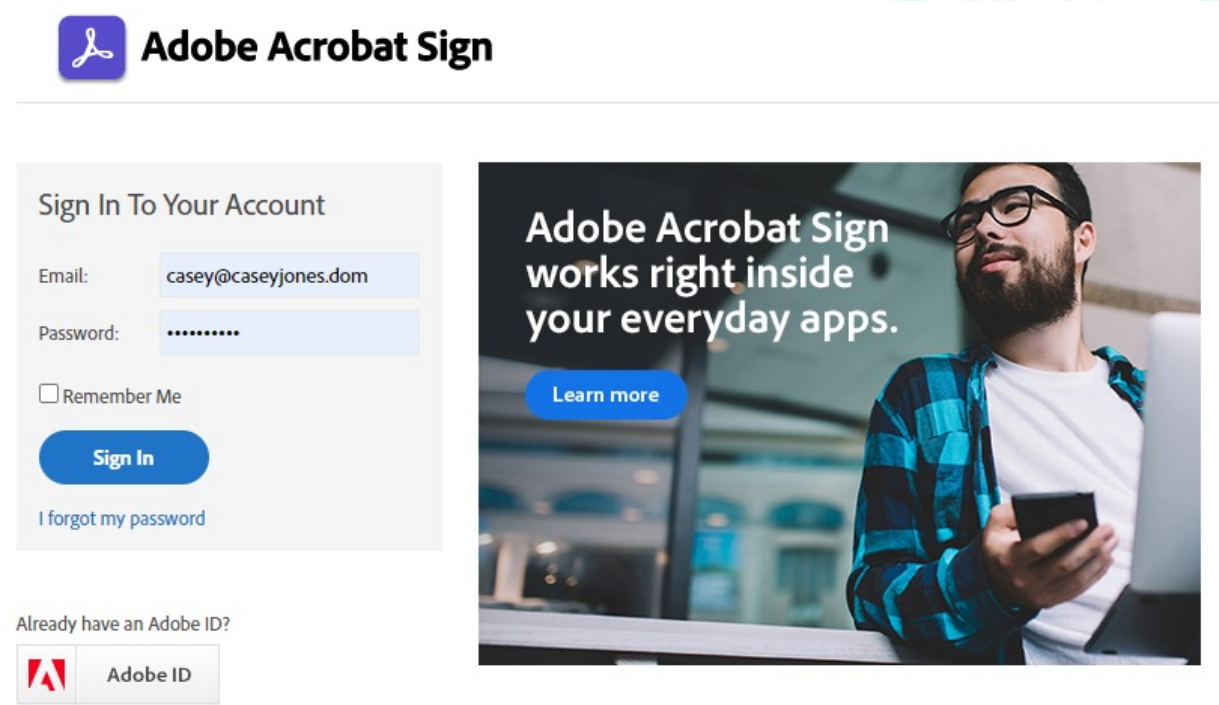 Adobe Acrobat Sign
Sign In To Your Account
Email: casey@caseyjones.dom
Password: ••••••••••
Remember Me
Sign In
I forgot my password
Already have an Adobe ID?
Adobe ID
Adobe Acrobat Sign
works right inside
your everyday apps.
Learn more